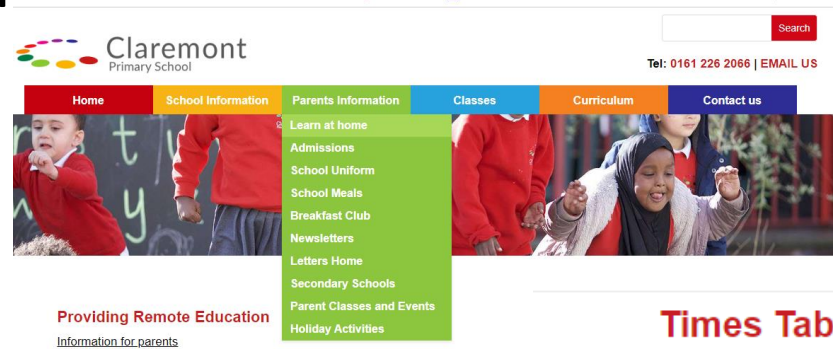 Claremont
Primary School
Search
Tel: 0161 226 2066 | EMAIL US
Home School Information Parents Information Classes Curriculum Contact us
Learn at home
Admissions
School Uniform
School Meals
Breakfast Club
Newsletters
Letters Home
Secondary Schools
Parent Classes and Events
Holiday Activities
Providing Remote Education
Information for parents
Times Tab